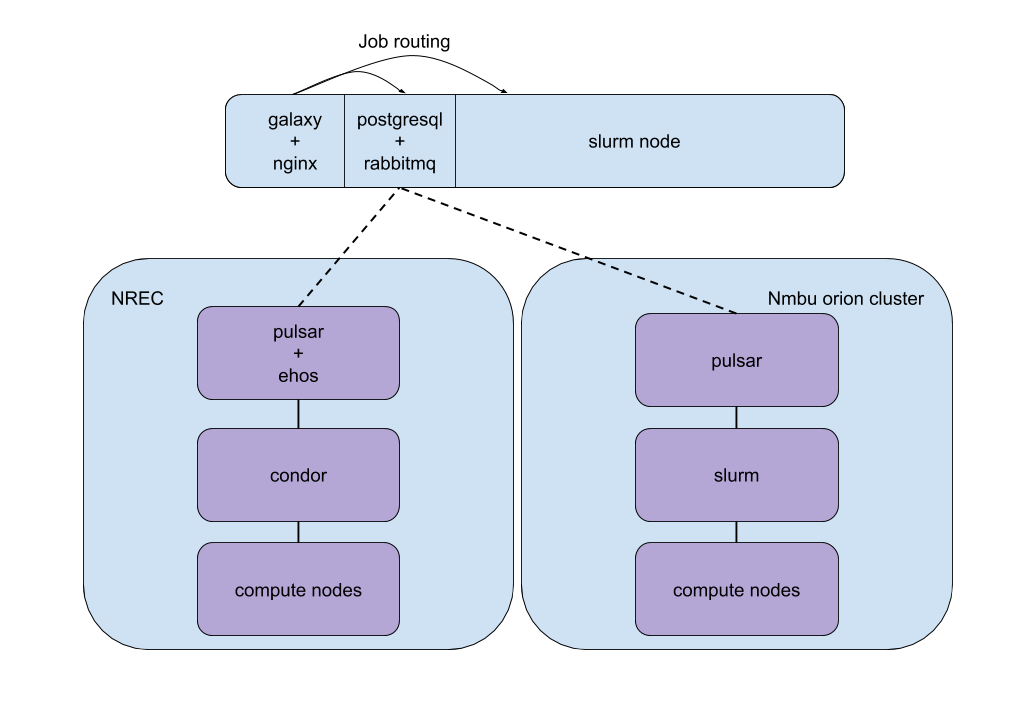 Job routing
galaxy
+
nginx
postgresql
+
rabbitmq
slurm node
NREC
pulsar
+
ehos
condor
compute nodes
Nmbu orion cluster
pulsar
slurm
compute nodes